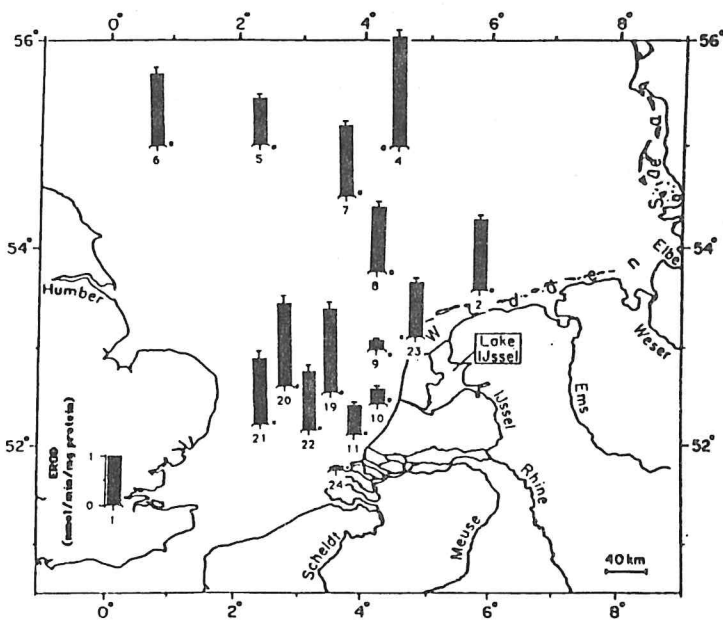 0° 2° 4° 6° 8°
56° 56°
6 5 4
7
54° 54°
8
2
Humber
Elbe
Weser
W a d d e n S e a
23
9
Lake
IJssel
20 19
10
IJssel
Ems
21 22 11
52° 52°
24
EROD
(nmol/min/mg protein)
1
0
1
Rhine
Meuse
Scheldt
40 km
0° 2° 4° 6° 8°